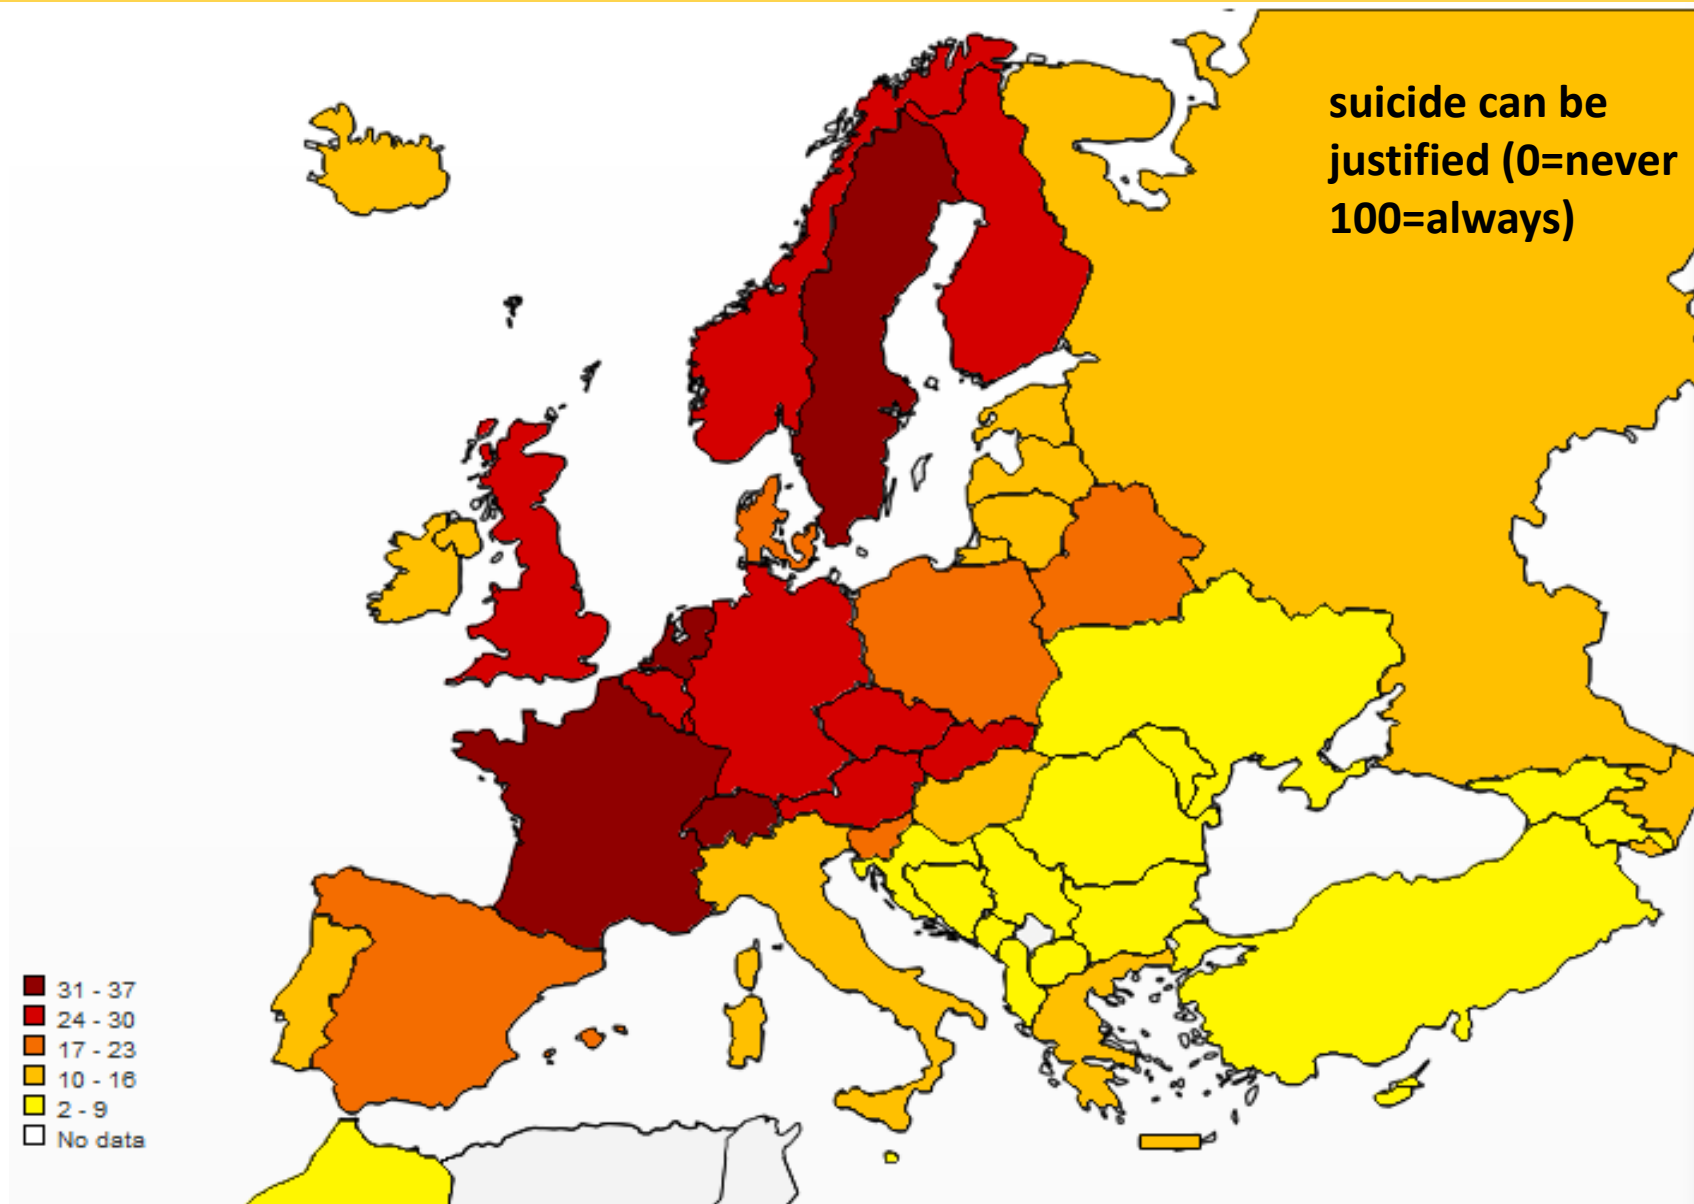 suicide can be
justified (0=never
100=always)
31 - 37
24 - 30
17 - 23
10 - 16
2 - 9
No data